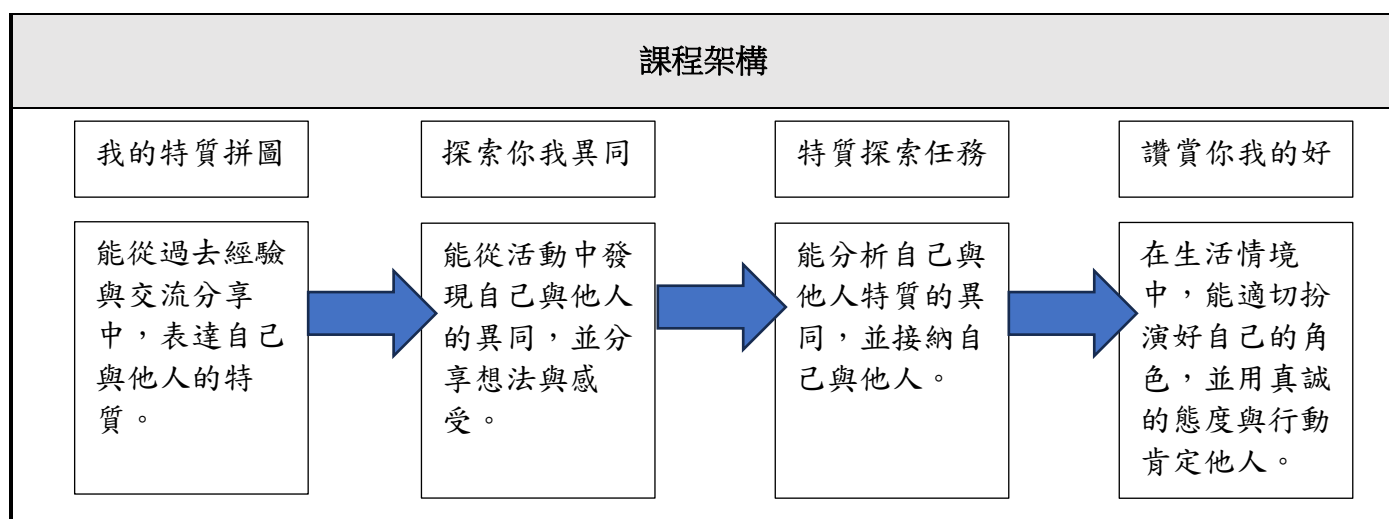 課程架構
我的特質拼圖
探索你我異同
特質探索任務
讚賞你我的好
能從過去經驗
與交流分享
中，表達自己
與他人的特
質。
能從活動中發
現自己與他人
的異同，並分
享想法與感
受。
能分析自己與
他人特質的異
同，並接納自
己與他人。
在生活情境
中，能適切扮
演好自己的角
色，並用真誠
的態度與行動
肯定他人。